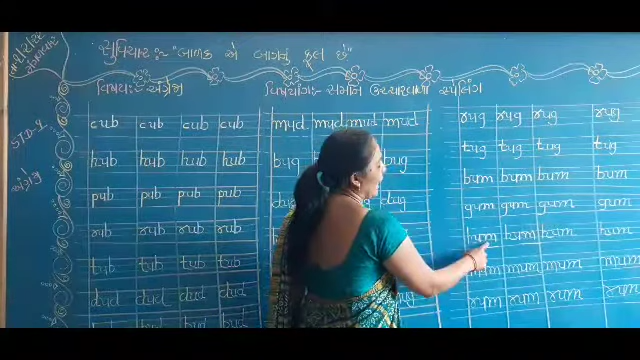 સુવિચાર :- "બાળક એ બાગનું ફૂલ છે"
વિષય :- અંગ્રેજી
વિષયાંગ :- સમાન ઉચ્ચારવાળા સ્પેલિંગ
STD-4
અંગ્રેજી
cub cub cub cub
hub hub hub hub
pub pub pub pub
rub rub rub rub
tub tub tub tub
dud dud dud dud
bud
mud mud mud mud
bug bug
dug
rug rug rug rug
tug tug tug tug
bum bum bum bum
gum gum gum gum
hum hum hum hum
mum mum mum mum
rum rum rum rum